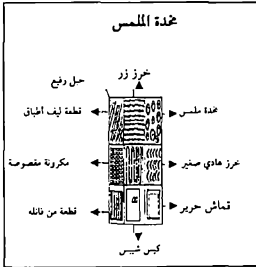 مخدة الملمس
خرز زر
حبل رفيع
قطعة ليف أطباق
مخدة ملمس
مكرونة مقصوصة
خرز هادي صغير
قطعة من فانله
قماش حرير
كيس شيبس